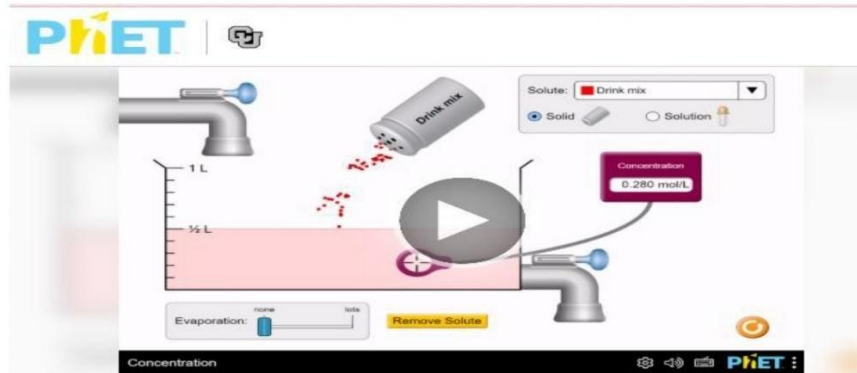 PhET
CU
Solute: Drink mix
Solid Solution
Drink mix
1 L
Concentration
0.280 mol/L
½ L
none lots
Evaporation:
Remove Solute
Concentration
PhET